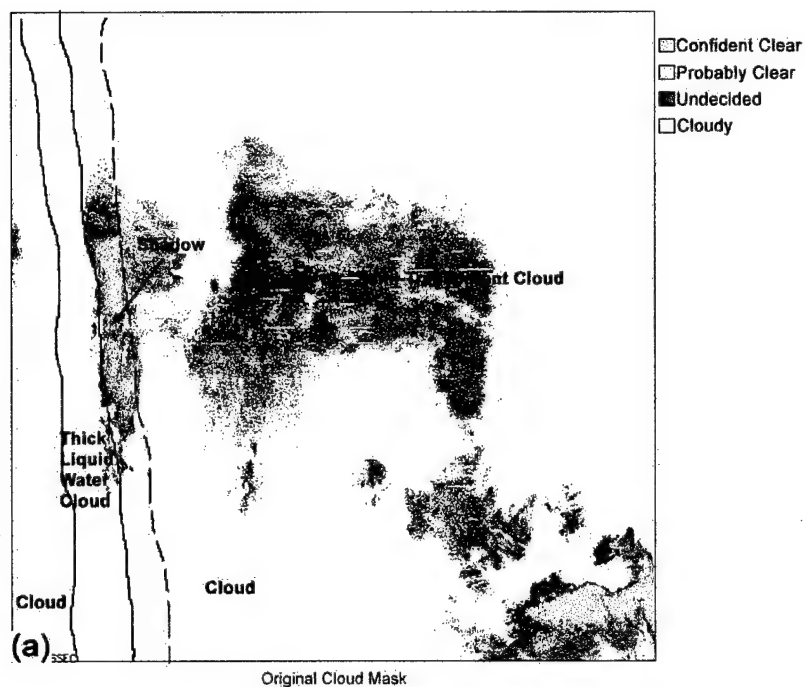 Confident Clear
Probably Clear
Undecided
Cloudy
Shadow
Cloud
Thick
Liquid
Water
Cloud
Cloud
Cloud
(a)
Original Cloud Mask